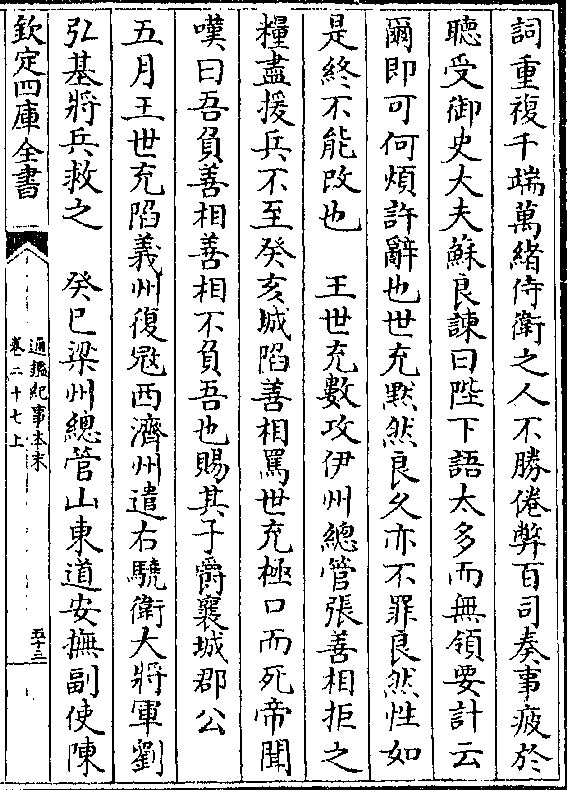 詞重複千端萬緒侍衛之人不勝倦弊百司奏事疲於
聽受御史大夫蘇良諫曰陛下語太多而無領要計云
爾即可何煩許辭也世充黙然良久亦不罪良然性如
是終不能改也　王世充數攻伊州總管張善相拒之
糧盡援兵不至癸亥城陷善相罵世充極口而死帝聞
嘆曰吾負善相善相不負吾也賜其子爵襄城郡公
五月王世充陷義州復冦西濟州遣右驍衛大將軍劉
弘基將兵救之　癸巳梁州總管山東道安撫副使陳
欽定四庫全書
通鑑紀事本末
卷二十七上
五十三